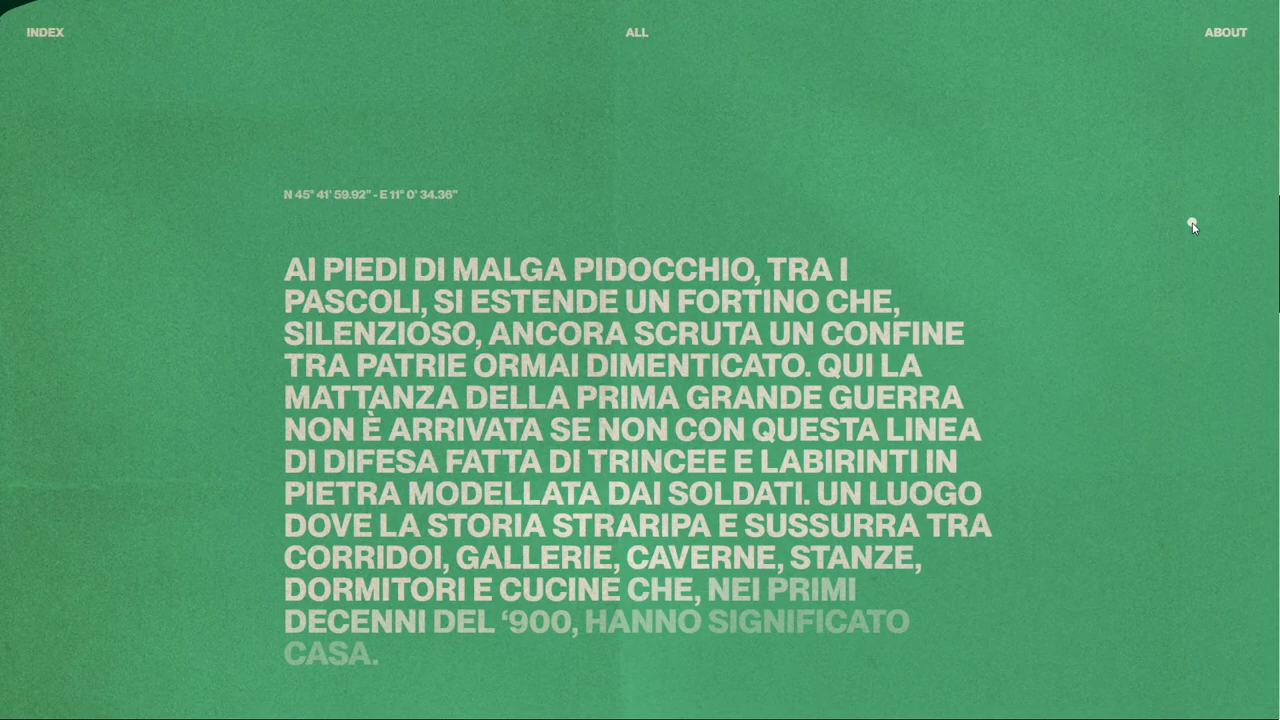 INDEX
ALL
ABOUT
N 45° 41' 59.92" - E 11° 0' 34.36"
AI PIEDI DI MALGA PIDOCCHIO, TRA I
PASCOLI, SI ESTENDE UN FORTINO CHE,
SILENZIOSO, ANCORA SCRUTA UN CONFINE
TRA PATRIE ORMAI DIMENTICATO. QUI LA
MATTANZA DELLA PRIMA GRANDE GUERRA
NON È ARRIVATA SE NON CON QUESTA LINEA
DI DIFESA FATTA DI TRINCEE E LABIRINTI IN
PIETRA MODELLATA DAI SOLDATI. UN LUOGO
DOVE LA STORIA STRARIPA E SUSSURRA TRA
CORRIDOI, GALLERIE, CAVERNE, STANZE,
DORMITORI E CUCINE CHE, NEI PRIMI
DECENNI DEL ‘900, HANNO SIGNIFICATO
CASA.